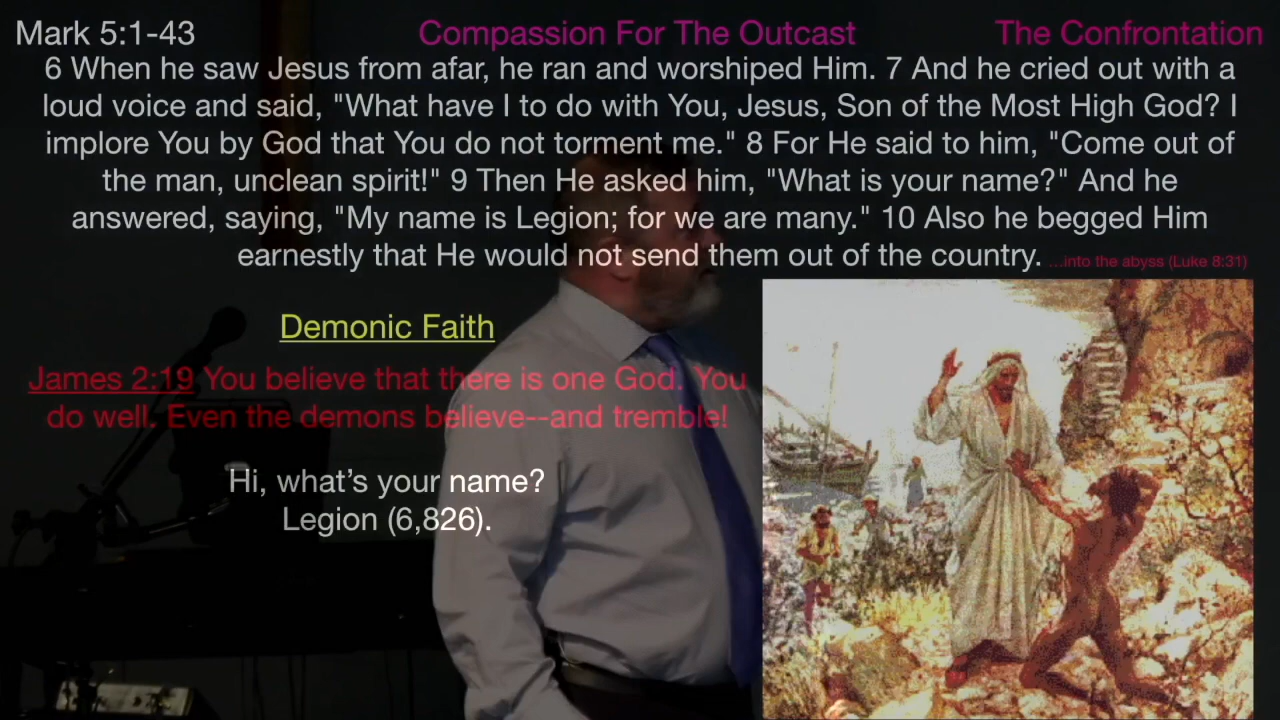 Mark 5:1-43
Compassion For The Outcast
The Confrontation
6 When he saw Jesus from afar, he ran and worshiped Him. 7 And he cried out with a
loud voice and said, "What have I to do with You, Jesus, Son of the Most High God? I
implore You by God that You do not torment me." 8 For He said to him, "Come out of
the man, unclean spirit!" 9 Then He asked him, "What is your name?" And he
answered, saying, "My name is Legion; for we are many." 10 Also he begged Him
earnestly that He would not send them out of the country. ...into the abyss (Luke 8:31)
Demonic Faith
James 2:19 You believe that there is one God. You
do well. Even the demons believe--and tremble!
Hi, what's your name?
Legion (6,826).